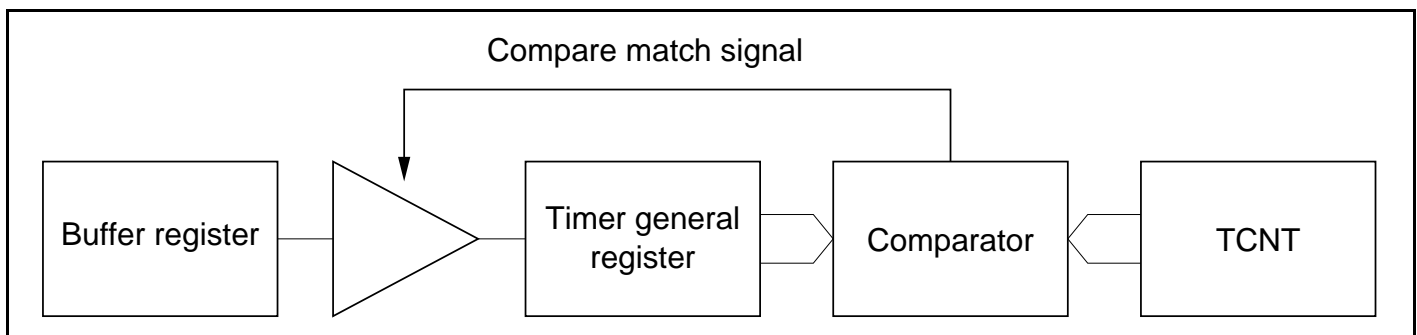 Compare match signal
Buffer register
Timer general
register
Comparator
TCNT